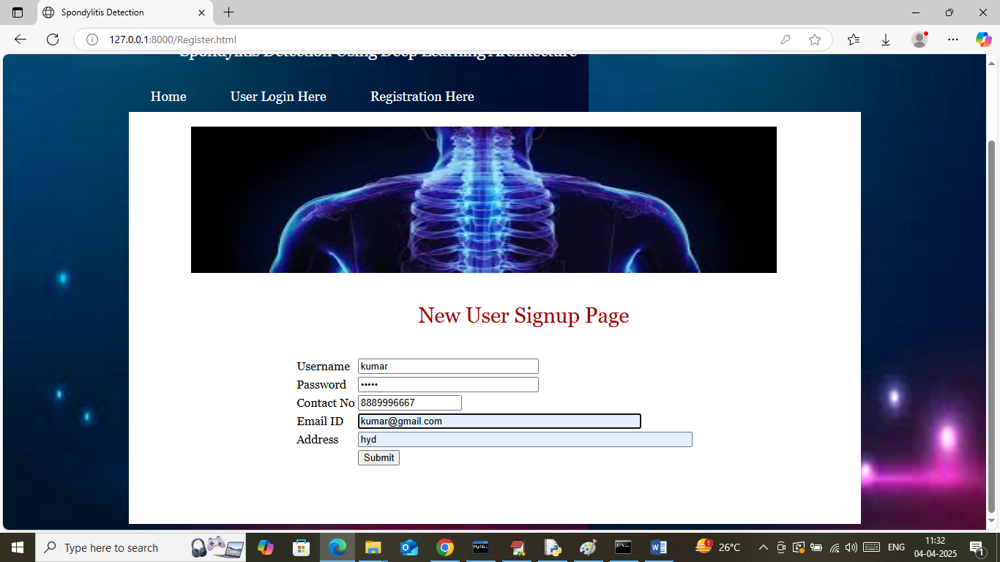 Spondylitis Detection
127.0.0.1:8000/Register.html
Spondylitis Detection Using Deep Learning Architecture
Home User Login Here Registration Here
New User Signup Page
Username kumar
Password •••••
Contact No 8889996667
Email ID kumar@gmail.com
Address hyd
Submit
Type here to search
26°C
ENG
11:32
04-04-2025
1